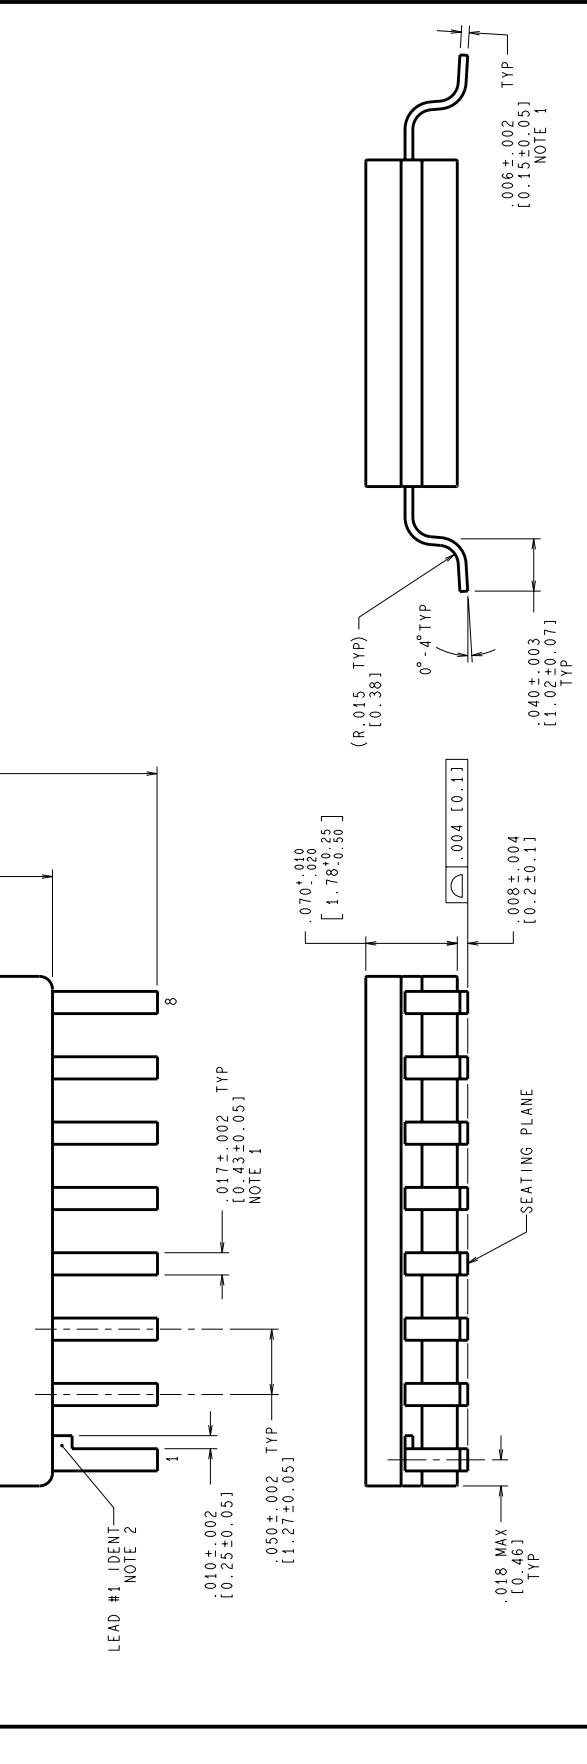 .006±.002 TYP
[0.15±0.05]
NOTE 1
(R.015 TYP)
[0.38]
0°-4° TYP
.040±.003
[1.02±0.07]
TYP
.070+.010
-.020
[1.78+0.25
-0.50]
.004 [0.1]
.008±.004
[0.2±0.1]
8
.017±.002 TYP
[0.43±0.05]
NOTE 1
SEATING PLANE
1
.010±.002
[0.25±0.05]
.050±.002 TYP
[1.27±0.05]
LEAD #1 IDENT
NOTE 2
.018 MAX
[0.46]
TYP